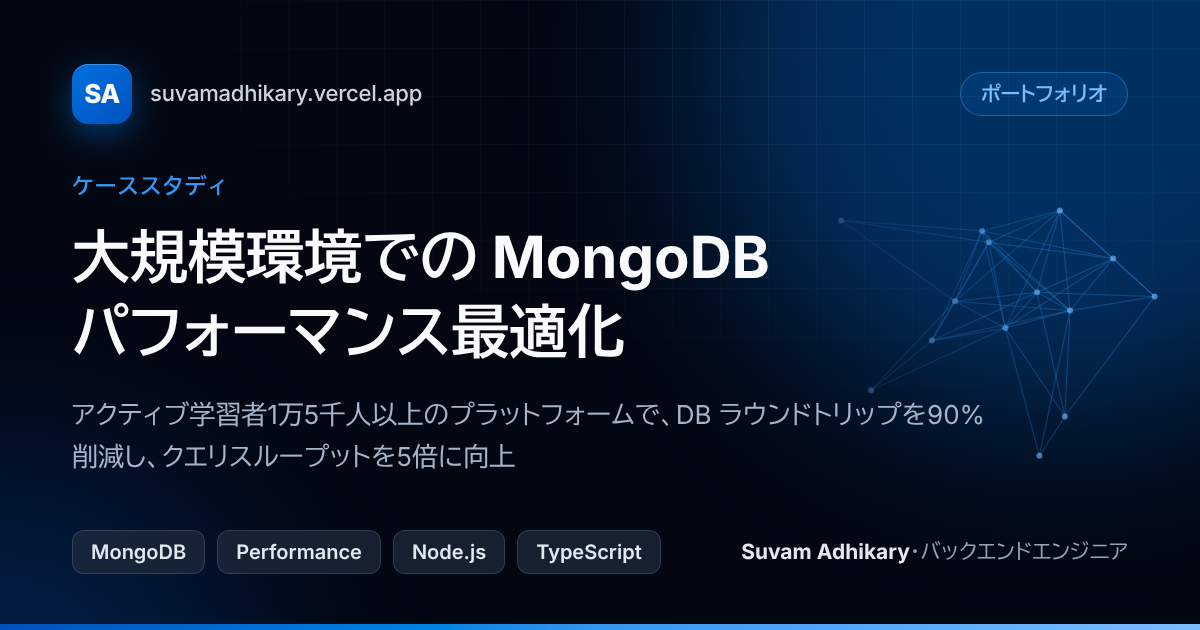 SA
suvamadhikary.vercel.app
ポートフォリオ
ケーススタディ
大規模環境での MongoDB
パフォーマンス最適化
アクティブ学習者1万5千人以上のプラットフォームで、DB ラウンドトリップを90%
削減し、クエリスループットを5倍に向上
MongoDB
Performance
Node.js
TypeScript
Suvam Adhikary・バックエンドエンジニア